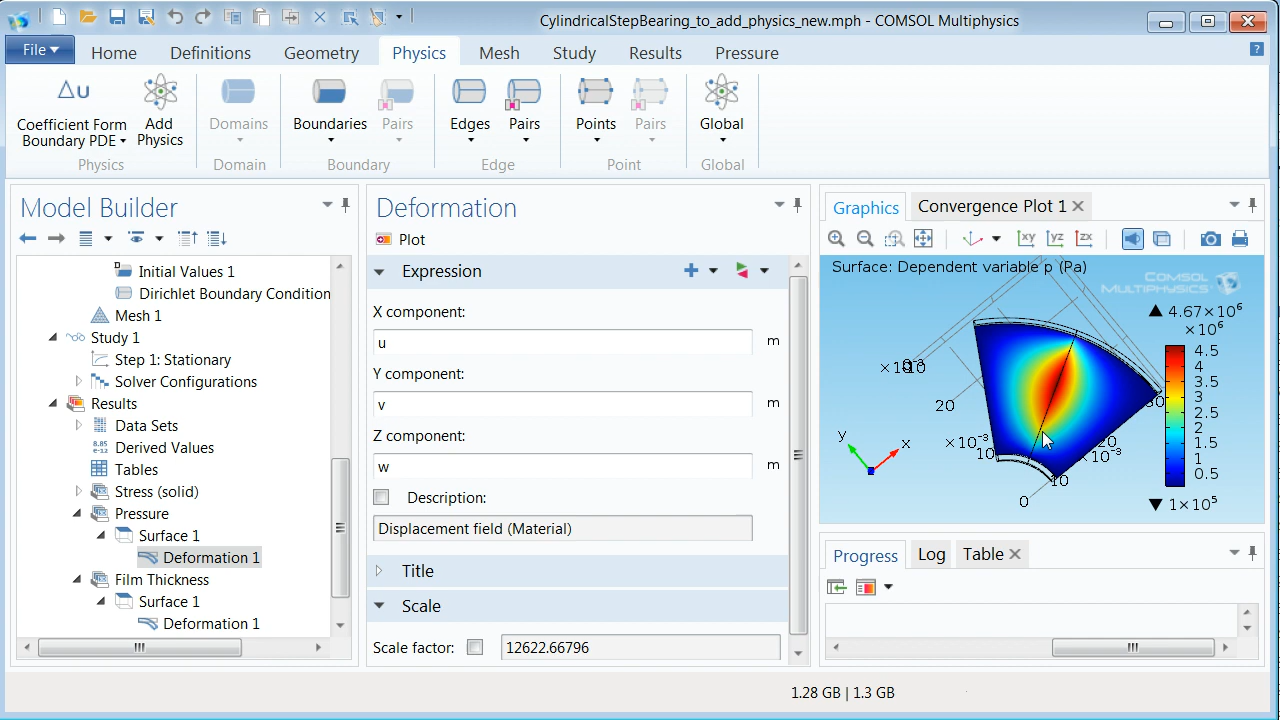 CylindricalStepBearing_to_add_physics_new.mph - COMSOL Multiphysics
File Home Definitions Geometry Physics Mesh Study Results Pressure
Δu
Coefficient Form
Boundary PDE
Add
Physics
Domains
Boundaries
Pairs
Edges
Pairs
Points
Pairs
Global
Physics Domain Boundary Edge Point Global
Model Builder
Initial Values 1
Dirichlet Boundary Condition
Mesh 1
Study 1
Step 1: Stationary
Solver Configurations
Results
Data Sets
8.85
e-12
Derived Values
Tables
Stress (solid)
Pressure
Surface 1
Deformation 1
Film Thickness
Surface 1
Deformation 1
Deformation
Plot
Expression
X component:
u m
Y component:
v m
Z component:
w m
Description:
Displacement field (Material)
Title
Scale
Scale factor: 12622.66796
Graphics Convergence Plot 1
xy yz zx
Surface: Dependent variable p (Pa)
COMSOL
MULTIPHYSICS
▲ 4.67×10⁶
×10⁶
4.5
4
3.5
3
2.5
2
1.5
1
0.5
▼ 1×10⁵
20
30
y
x
×10⁻³
10
20
×10⁻³
10
0
Progress Log Table
1.28 GB | 1.3 GB